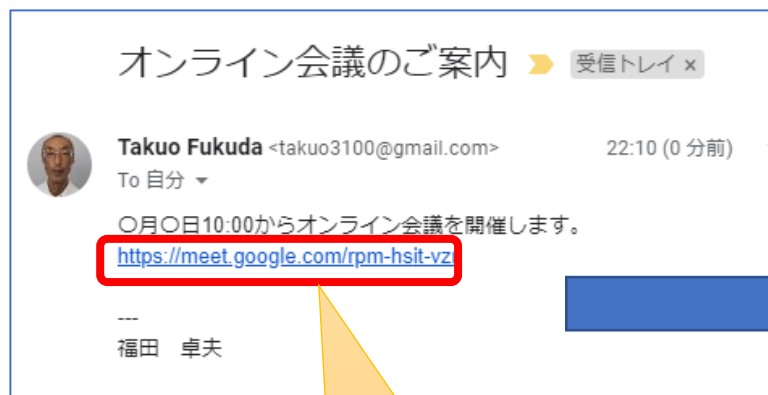 オンライン会議のご案内 受信トレイ ×
Takuo Fukuda <takuo3100@gmail.com> 22:10 (0 分前)
To 自分
〇月〇日10:00からオンライン会議を開催します。
https://meet.google.com/rpm-hsit-vz
---
福田 卓夫